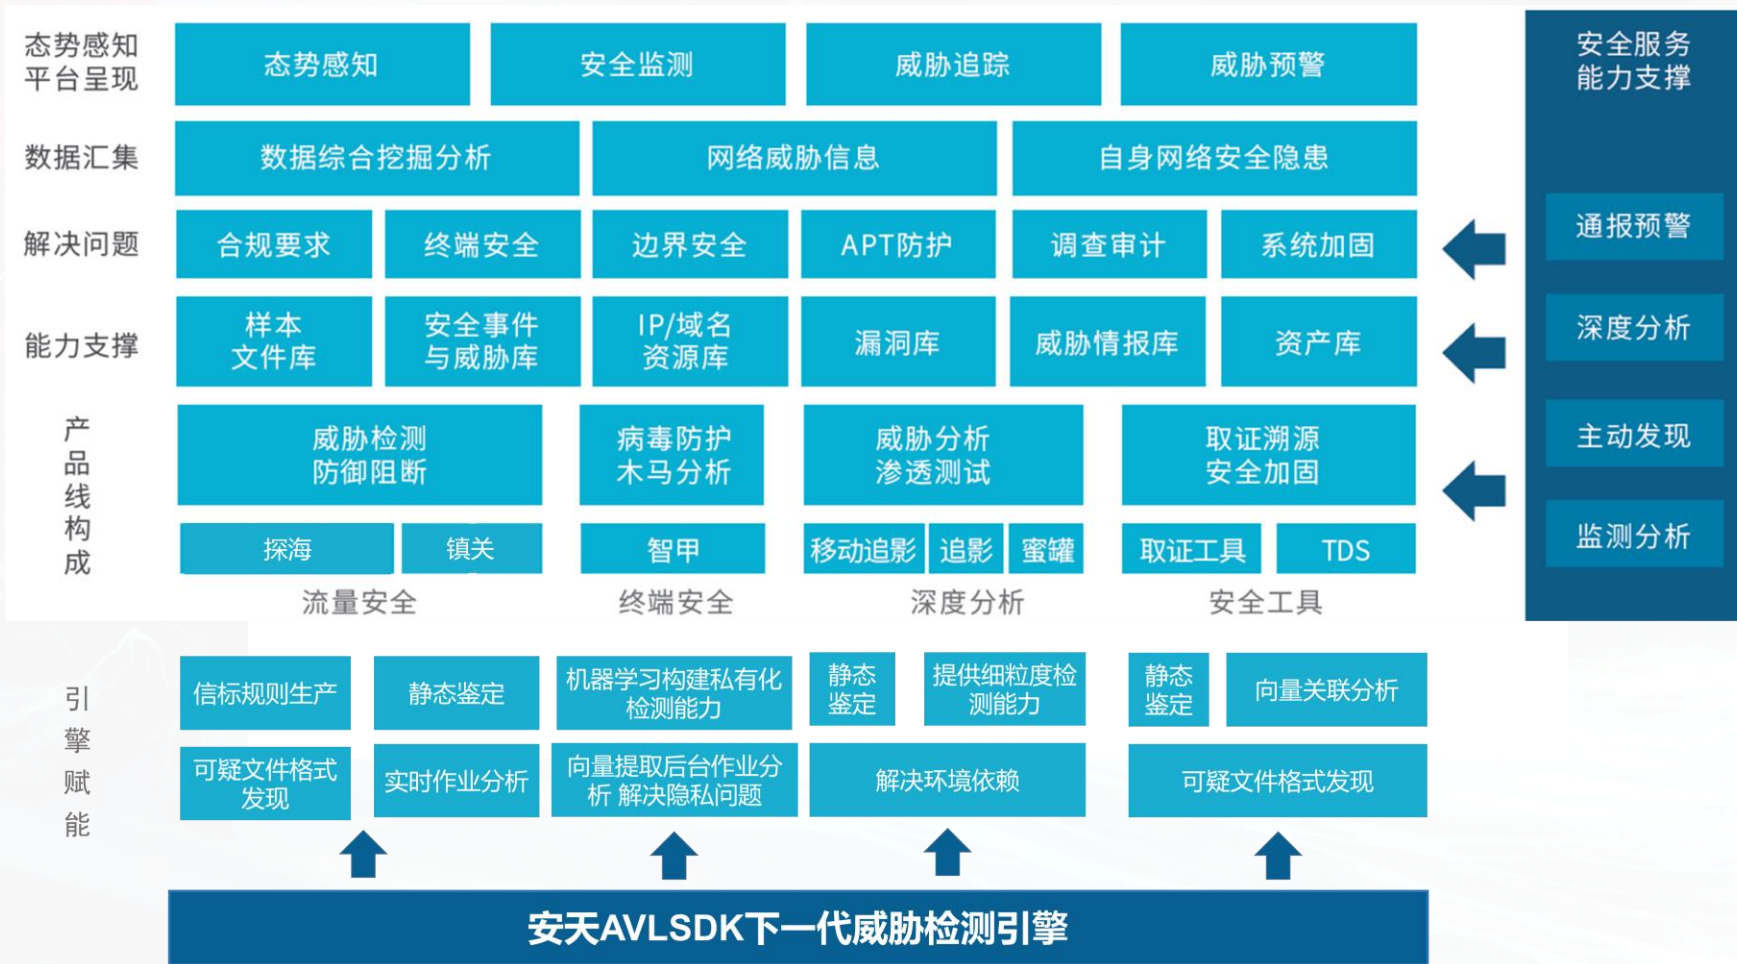 态势感知
平台呈现
态势感知
安全监测
威胁追踪
威胁预警
数据汇集
数据综合挖掘分析
网络威胁信息
自身网络安全隐患
解决问题
合规要求
终端安全
边界安全
APT防护
调查审计
系统加固
能力支撑
样本
文件库
安全事件
与威胁库
IP/域名
资源库
漏洞库
威胁情报库
资产库
产
品
线
构
成
威胁检测
防御阻断
病毒防护
木马分析
威胁分析
渗透测试
取证溯源
安全加固
探海
镇关
智甲
移动追影
追影
蜜罐
取证工具
TDS
流量安全
终端安全
深度分析
安全工具
安全服务
能力支撑
通报预警
深度分析
主动发现
监测分析
引
擎
赋
能
信标规则生产
静态鉴定
机器学习构建私有化
检测能力
静态
鉴定
提供细粒度检
测能力
静态
鉴定
向量关联分析
可疑文件格式
发现
实时作业分析
向量提取后台作业分
析 解决隐私问题
解决环境依赖
可疑文件格式发现
安天AVLSDK下一代威胁检测引擎